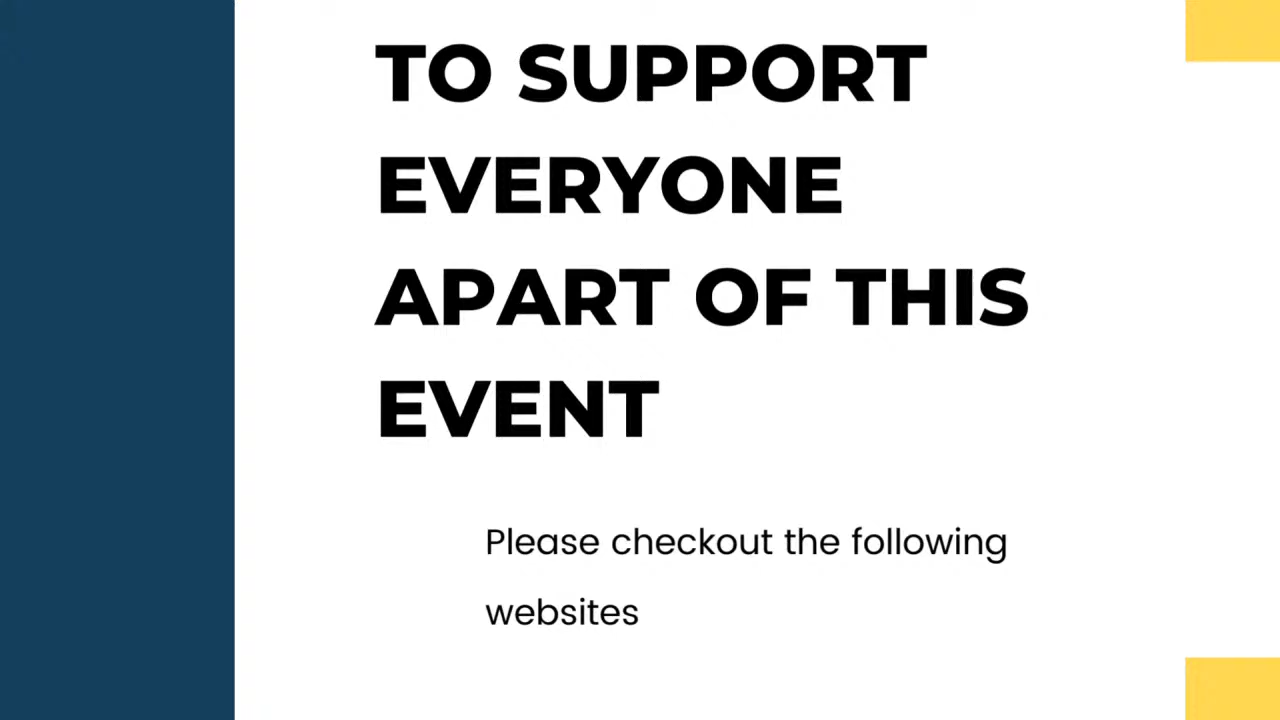 TO SUPPORT
EVERYONE
APART OF THIS
EVENT
Please checkout the following
websites